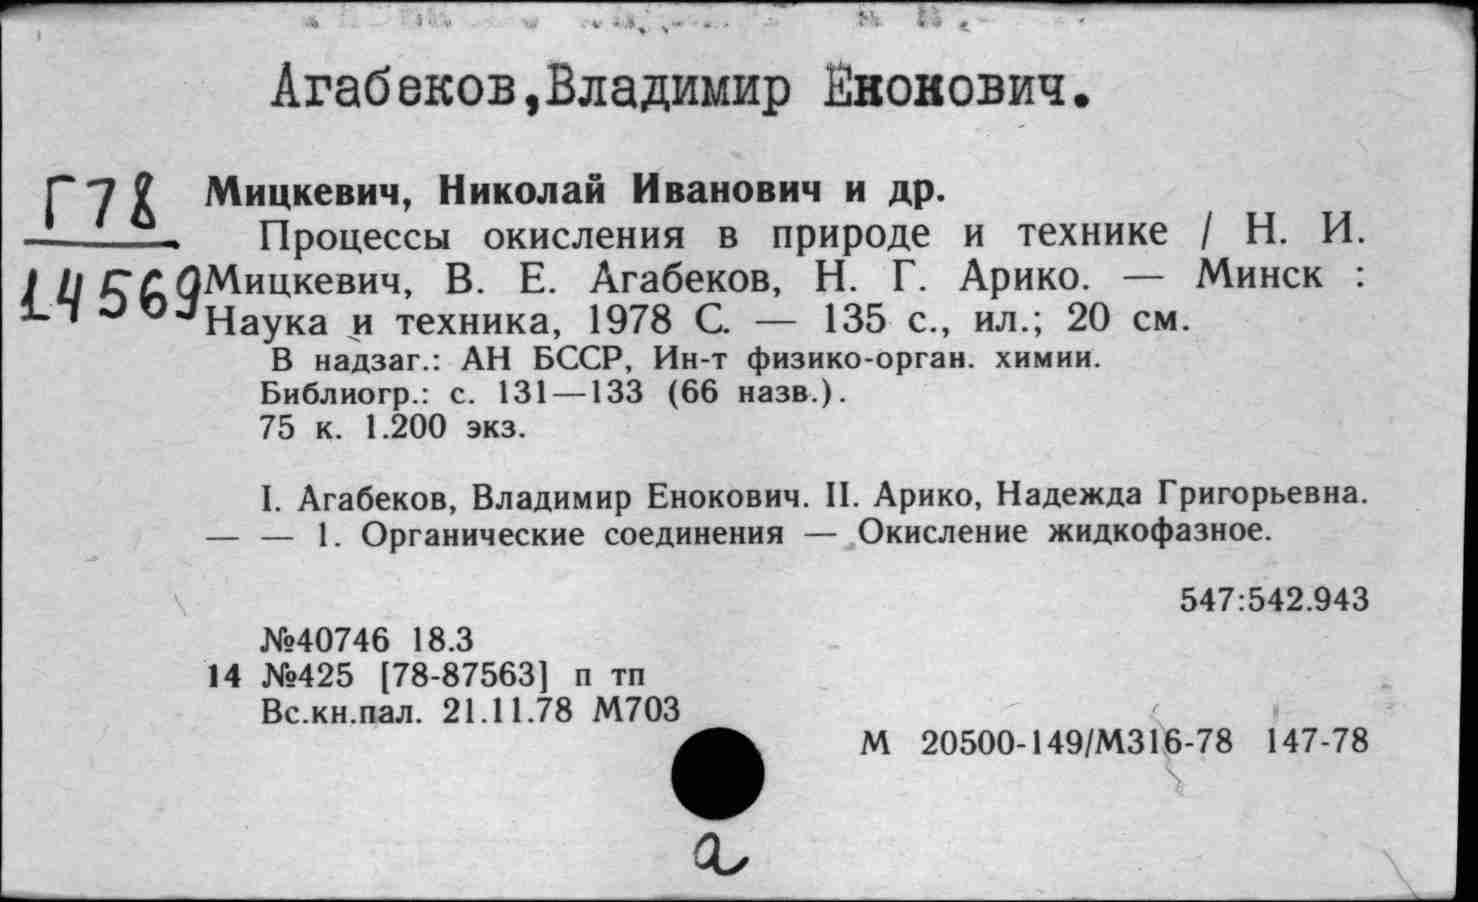 Агабеков,Владимир Енокович.
Г78 Мицкевич, Николай Иванович и др.
Процессы окисления в природе и технике / Н. И.
14569 Мицкевич, В. Е. Агабеков, Н. Г. Арико. — Минск :
Наука и техника, 1978 С. — 135 с., ил.; 20 см.
В надзаг.: АН БССР, Ин-т физико-орган. химии.
Библиогр.: с. 131—133 (66 назв.).
75 к. 1.200 экз.
I. Агабеков, Владимир Енокович. II. Арико, Надежда Григорьевна.
— — 1. Органические соединения — Окисление жидкофазное.
547:542.943
№40746 18.3
14 №425 [78-87563] п тп
Вс.кн.пал. 21.11.78 М703
М 20500-149/М316-78 147-78
а